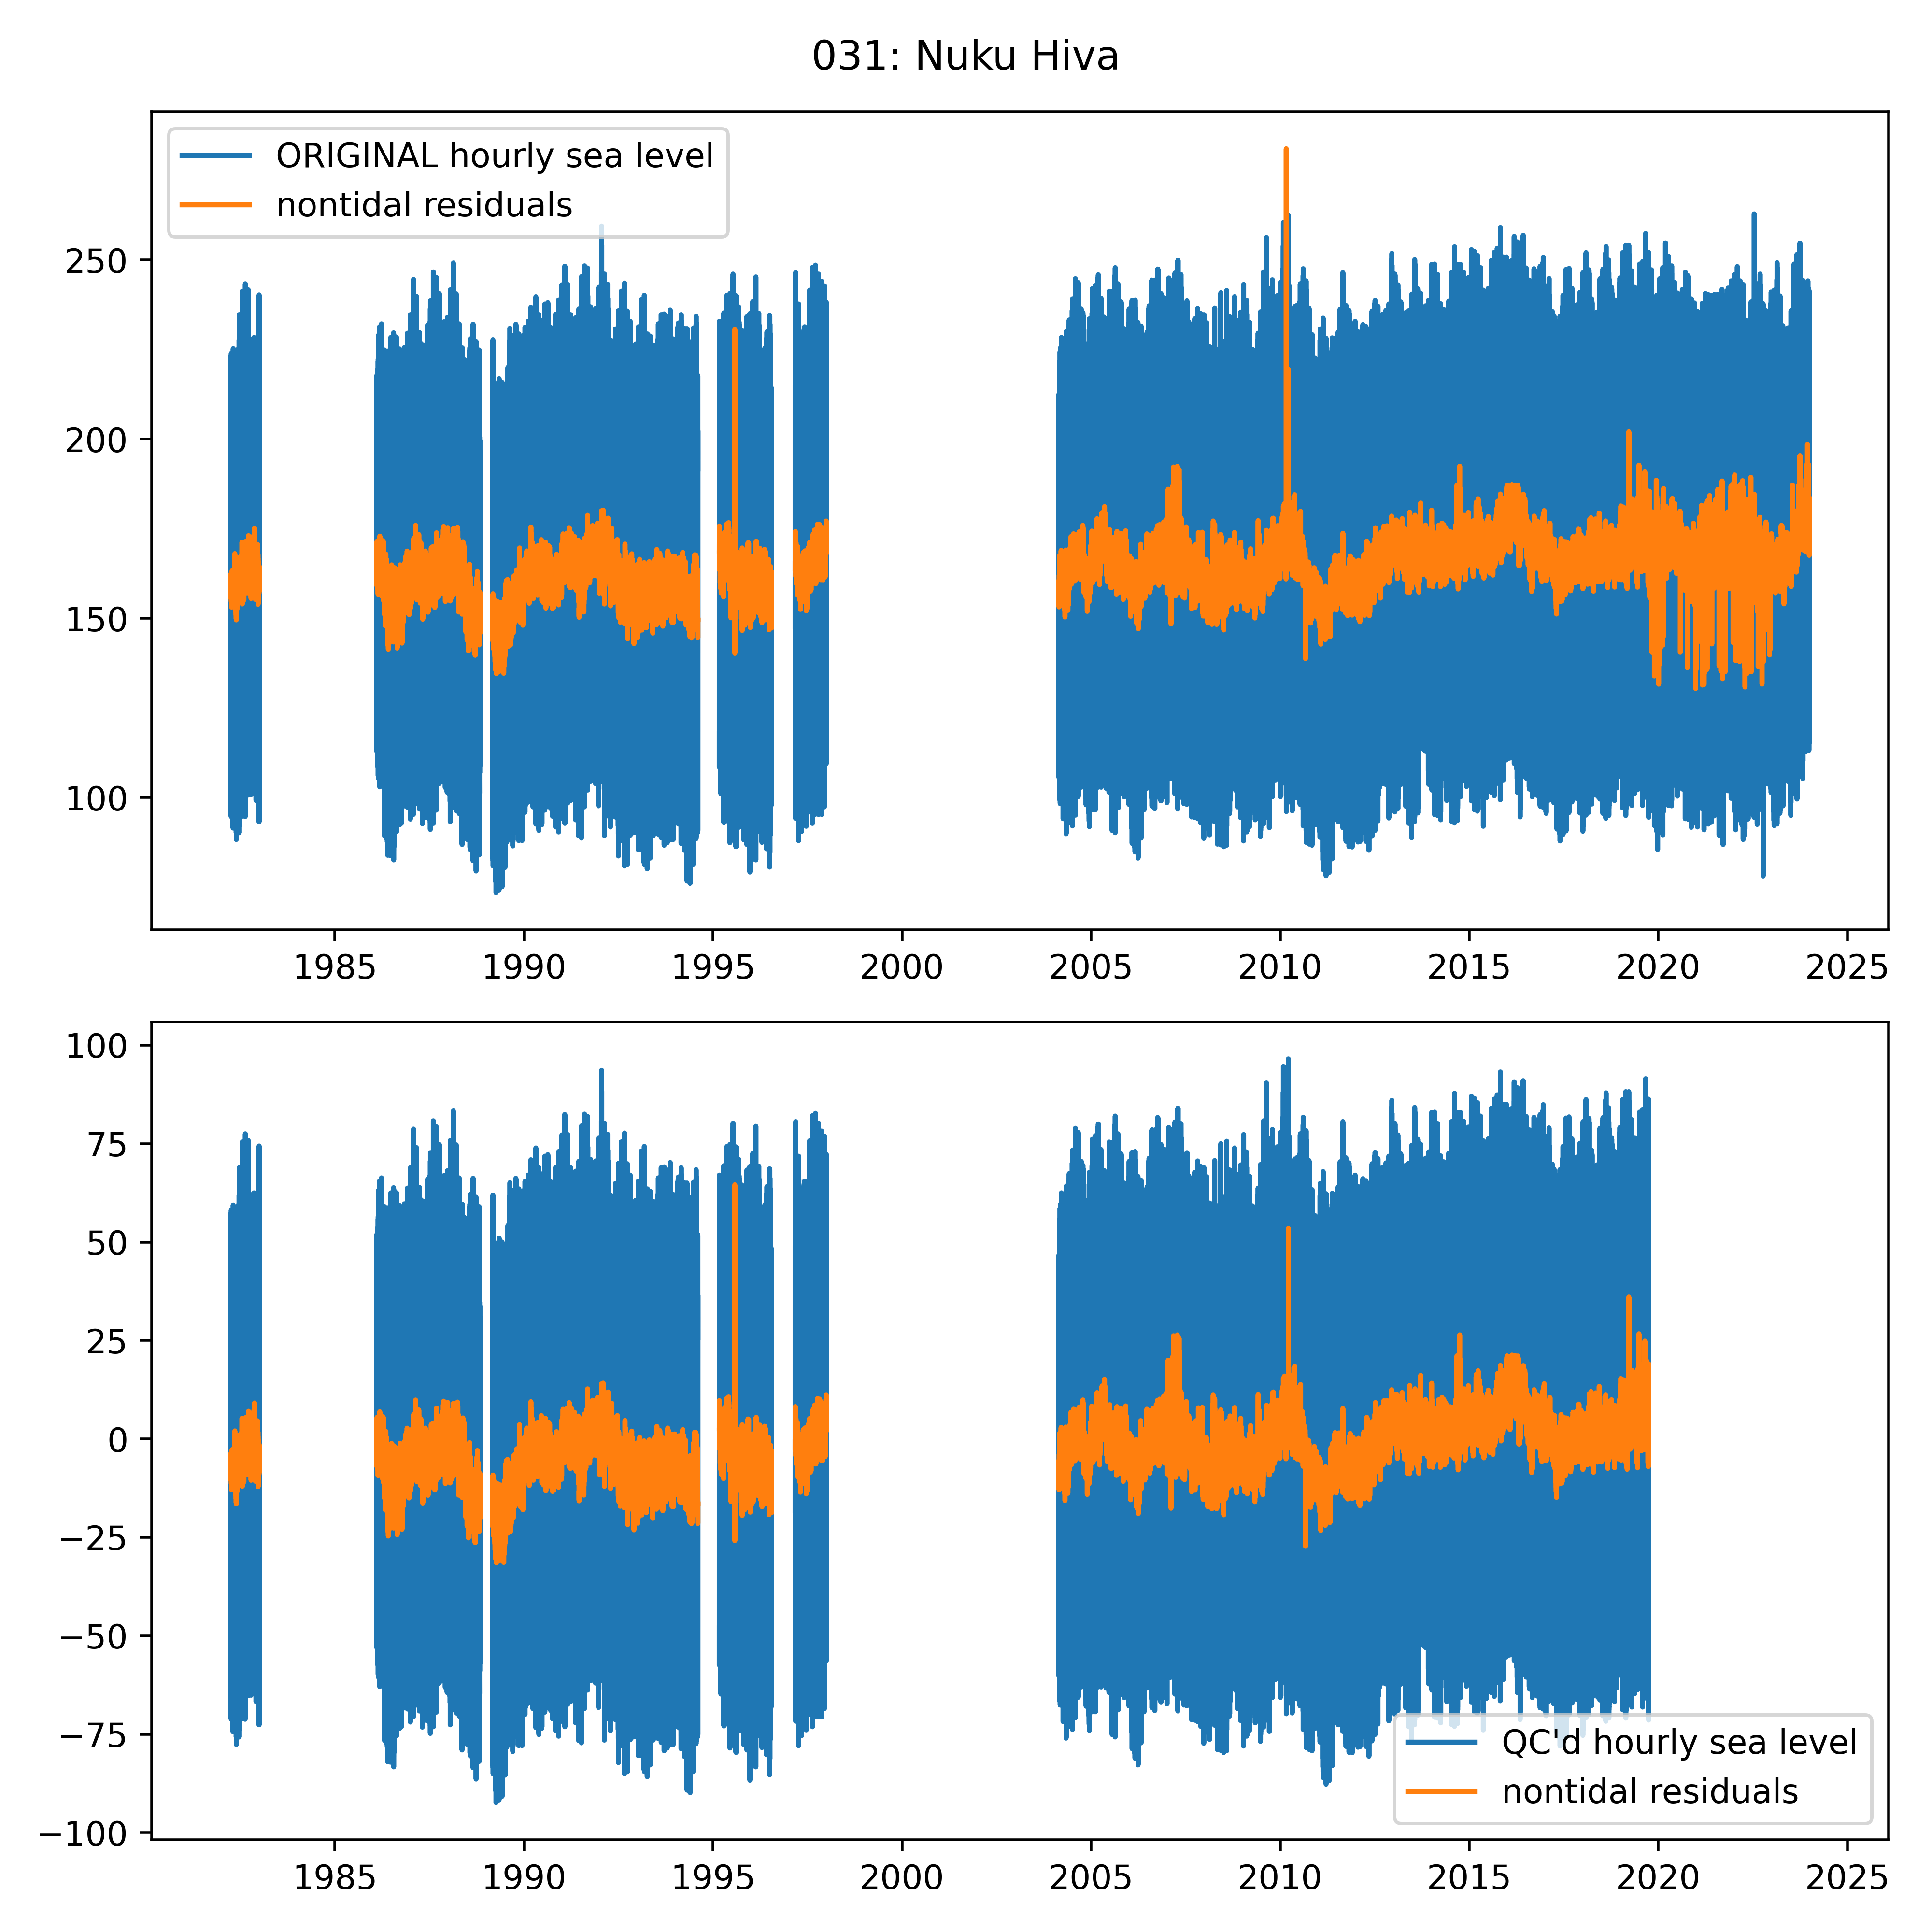 031: Nuku Hiva
ORIGINAL hourly sea level
nontidal residuals
250
200
150
100
1985 1990 1995 2000 2005 2010 2015 2020 2025
100
75
50
25
0
−25
−50
−75
−100
QC'd hourly sea level
nontidal residuals
1985 1990 1995 2000 2005 2010 2015 2020 2025